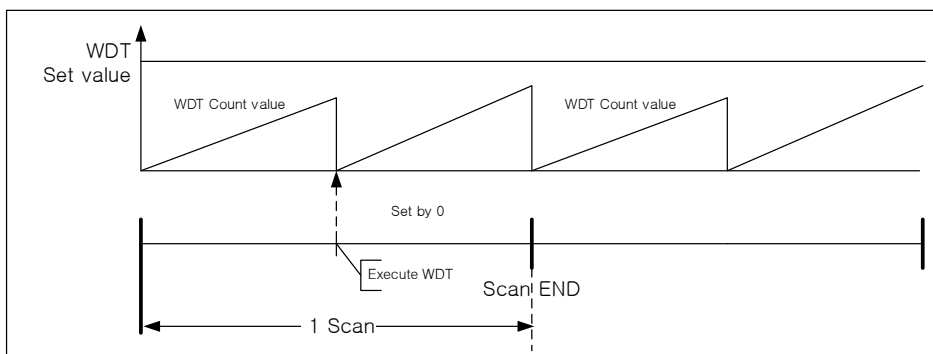 WDT
Set value
WDT Count value
WDT Count value
Set by 0
Execute WDT
Scan END
1 Scan